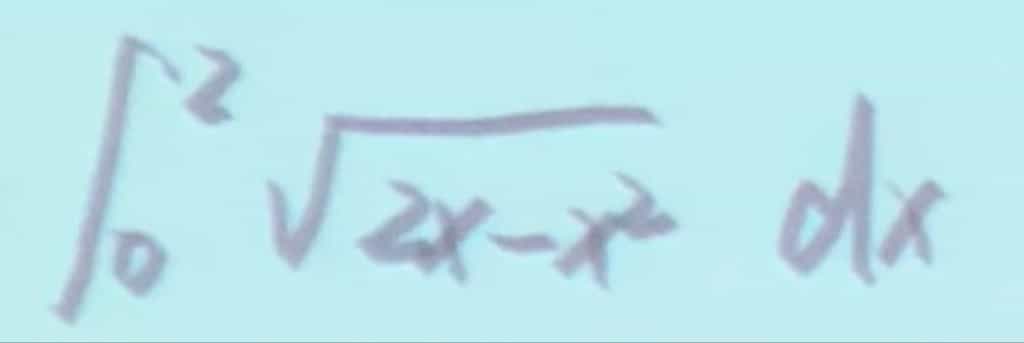 ∫₀² √(2x-x²) dx